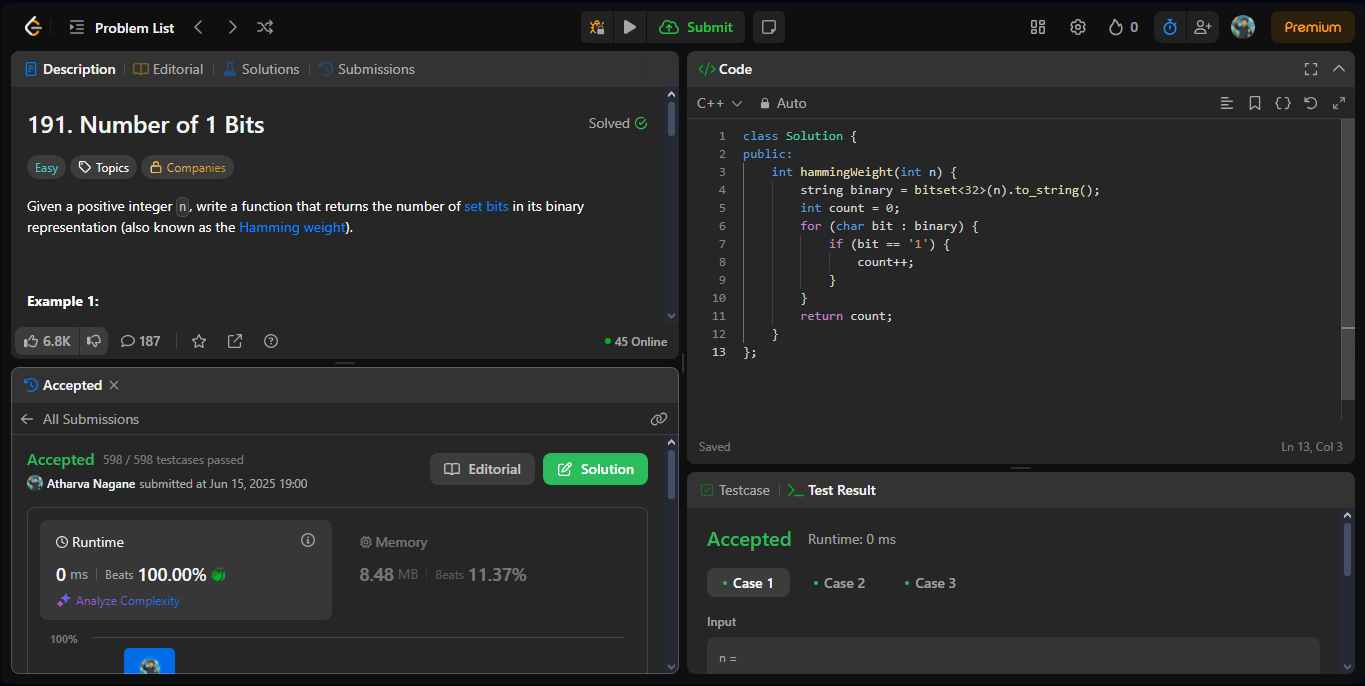 Problem List
Submit
0
Premium
Description
Editorial
Solutions
Submissions
191. Number of 1 Bits
Solved
Easy
Topics
Companies
Given a positive integer n, write a function that returns the number of set bits in its binary
representation (also known as the Hamming weight).
Example 1:
6.8K
187
45 Online
Accepted
All Submissions
Accepted 598 / 598 testcases passed
Atharva Nagane submitted at Jun 15, 2025 19:00
Editorial
Solution
Runtime
0 ms | Beats 100.00%
Analyze Complexity
Memory
8.48 MB | Beats 11.37%
100%
</> Code
C++
Auto
1 class Solution {
2 public:
3     int hammingWeight(int n) {
4         string binary = bitset<32>(n).to_string();
5         int count = 0;
6         for (char bit : binary) {
7             if (bit == '1') {
8                 count++;
9             }
10         }
11         return count;
12     }
13 };
Saved
Ln 13, Col 3
Testcase
Test Result
Accepted Runtime: 0 ms
Case 1
Case 2
Case 3
Input
n =